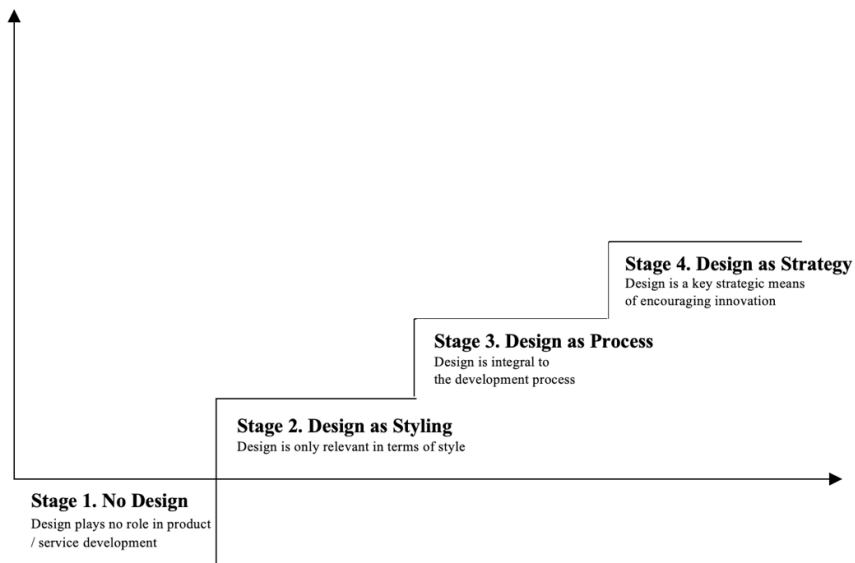 Stage 4. Design as Strategy
Design is a key strategic means
of encouraging innovation
Stage 3. Design as Process
Design is integral to
the development process
Stage 2. Design as Styling
Design is only relevant in terms of style
Stage 1. No Design
Design plays no role in product
/ service development